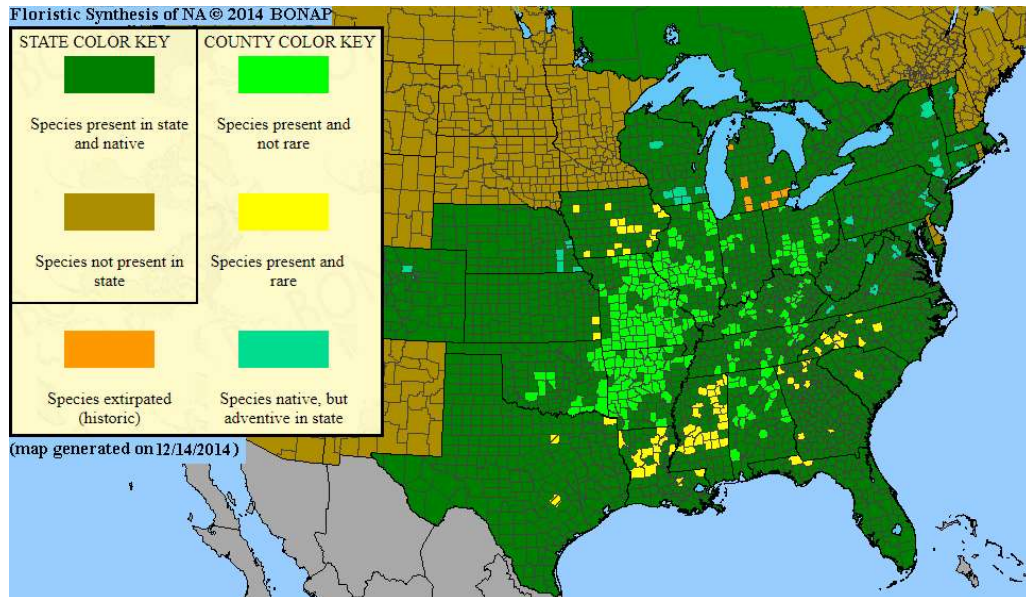 Floristic Synthesis of NA © 2014 BONAP
STATE COLOR KEY
COUNTY COLOR KEY
Species present in state
and native
Species present and
not rare
Species not present in
state
Species present and
rare
Species extirpated
(historic)
Species native, but
adventive in state
(map generated on 12/14/2014 )